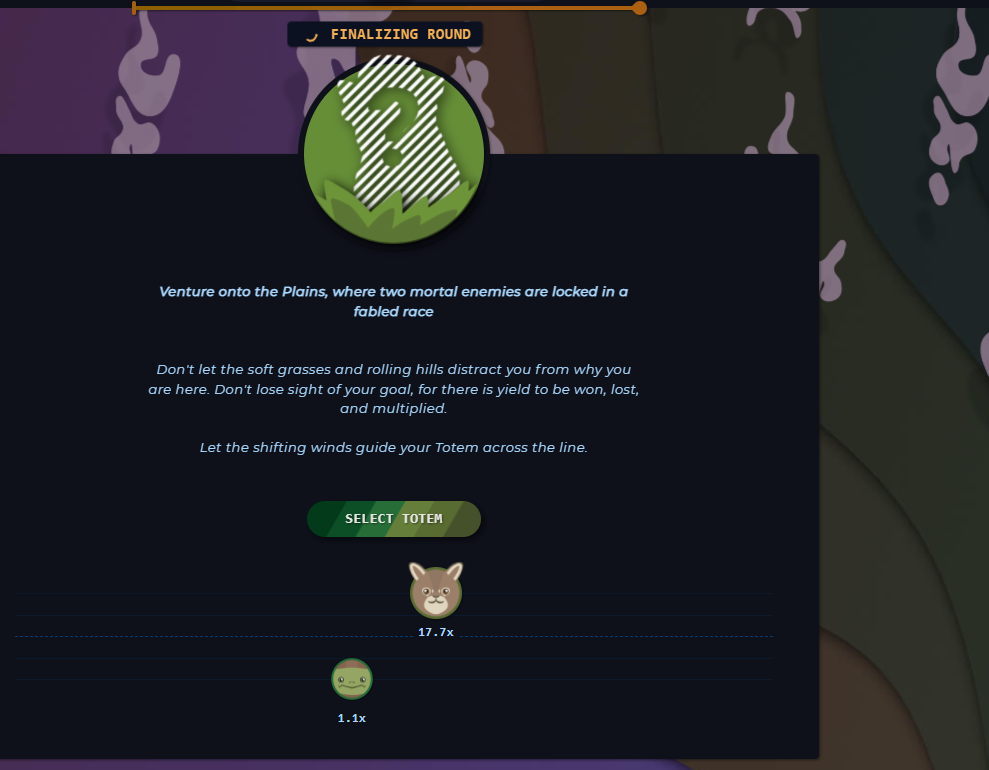 FINALIZING ROUND
Venture onto the Plains, where two mortal enemies are locked in a
fabled race
Don't let the soft grasses and rolling hills distract you from why you
are here. Don't lose sight of your goal, for there is yield to be won, lost,
and multiplied.
Let the shifting winds guide your Totem across the line.
SELECT TOTEM
17.7x
1.1x